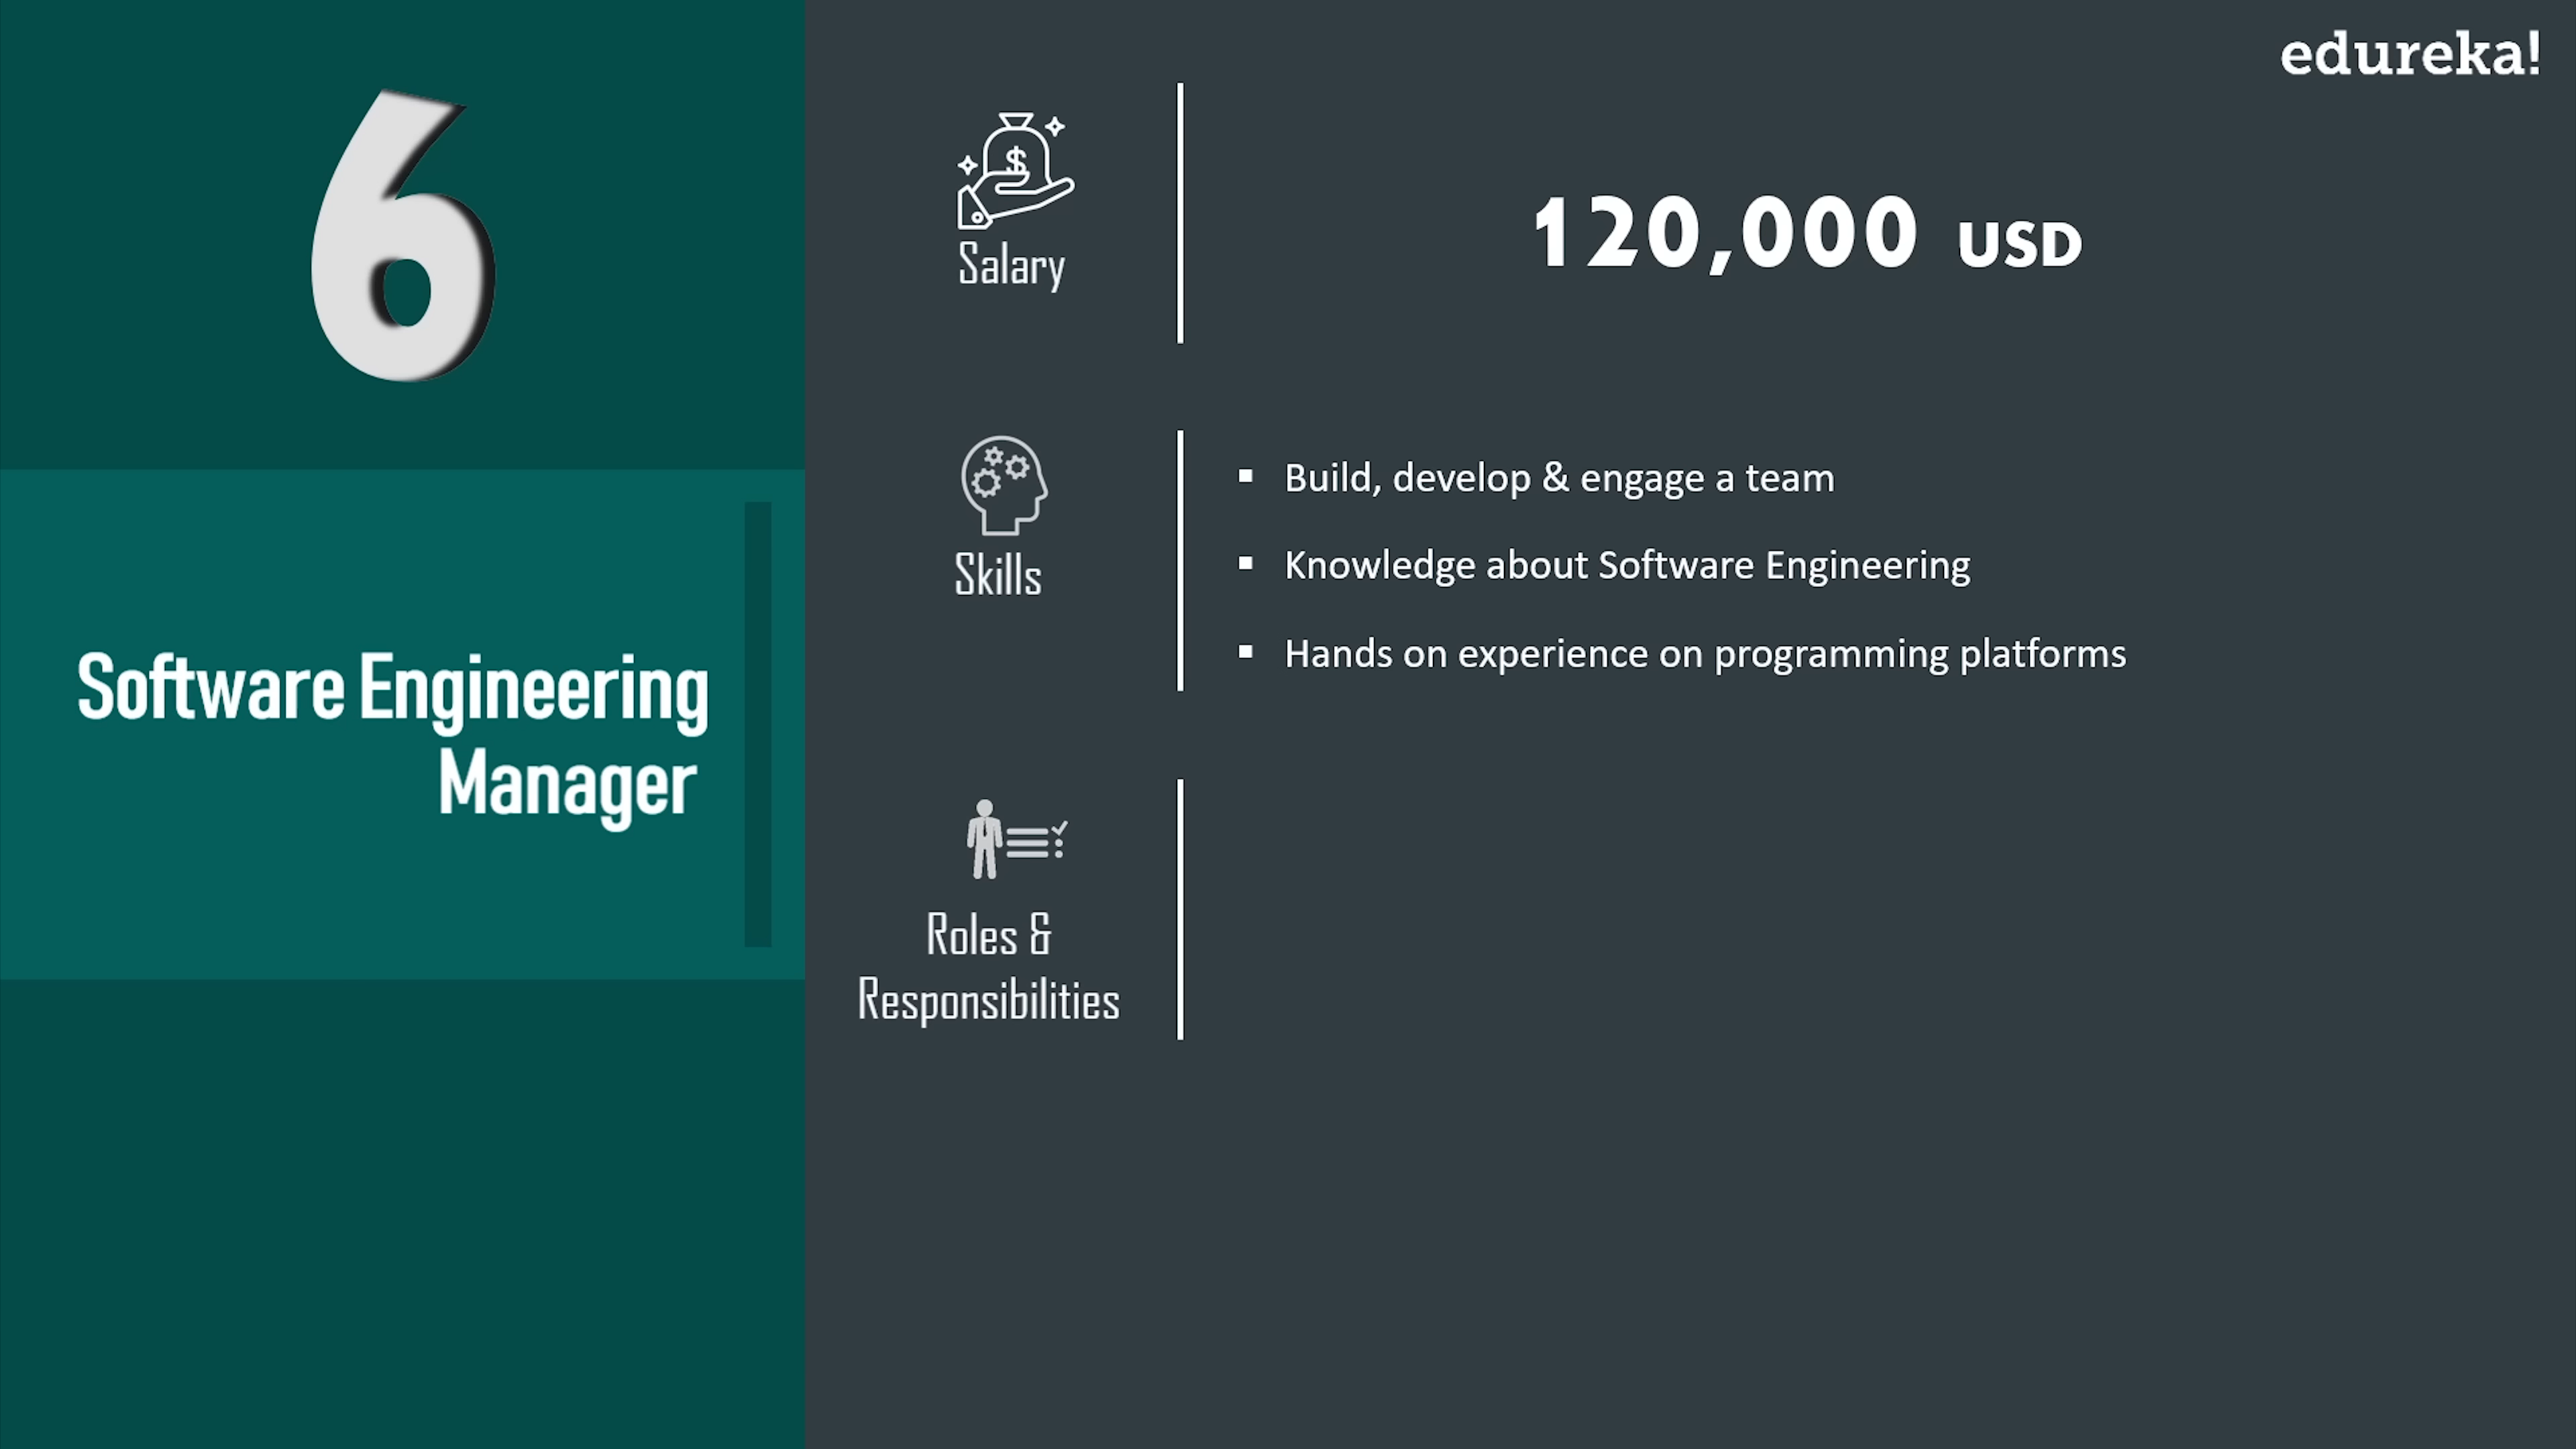 6
Software Engineering
Manager
edureka!
$
Salary
120,000 USD
Skills
▪ Build, develop & engage a team
▪ Knowledge about Software Engineering
▪ Hands on experience on programming platforms
Roles &
Responsibilities